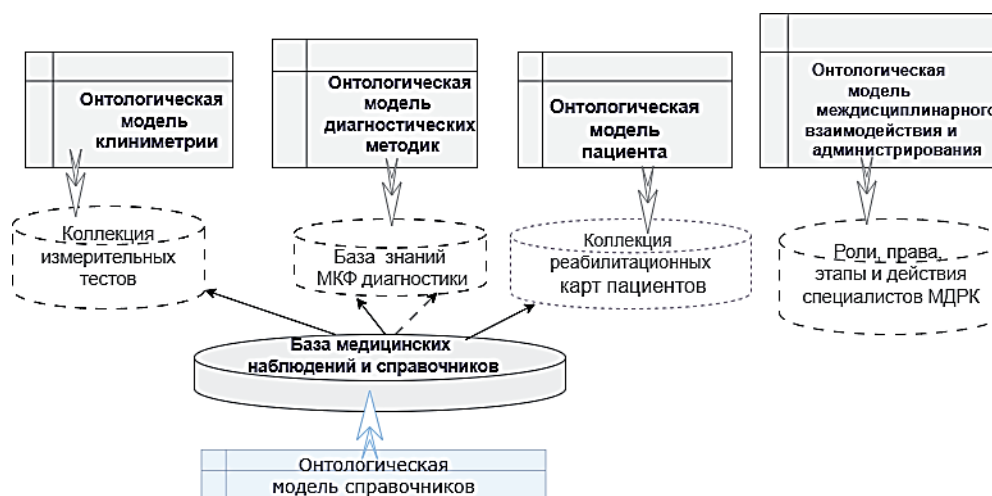 Онтологическая
модель
клиниметрии
Онтологическая
модель
диагностических
методик
Онтологическая
модель
пациента
Онтологическая
модель
междисциплинарного
взаимодействия и
администрирования
Коллекция
измерительных
тестов
База знаний
МКФ диагностики
Коллекция
реабилитационных
карт пациентов
Роли, права,
этапы и действия
специалистов МДРК
База медицинских
наблюдений и справочников
Онтологическая
модель справочников